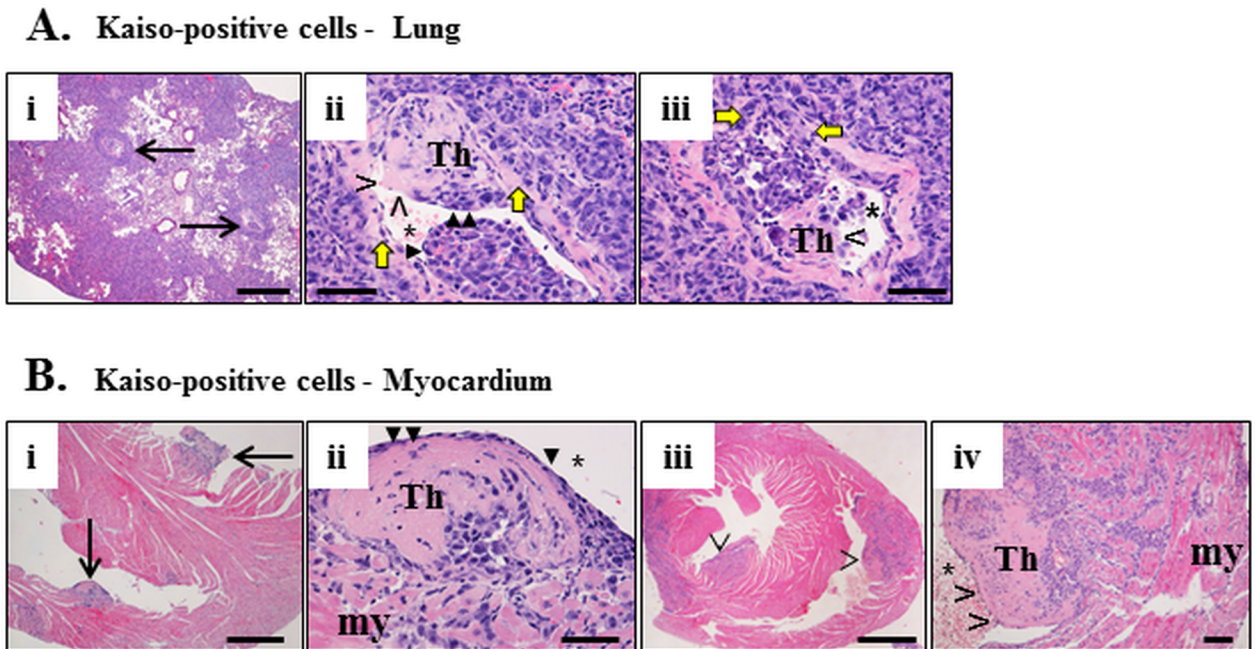 A. Kaiso-positive cells - Lung
i ii iii
Th
Th
*
*
B. Kaiso-positive cells - Myocardium
i ii iii iv
*
Th
Th
my
*
my